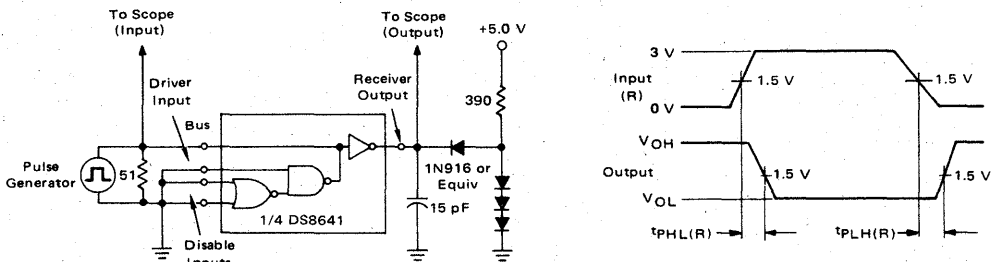 To Scope
(Input)
To Scope
(Output)
+5.0 V
Driver
Input
Receiver
Output
390
Bus
Pulse
Generator
51
1N916 or
Equiv
15 pF
1/4 DS8641
Disable
Inputs
3 V
Input
(R)
0 V
1.5 V
1.5 V
VOH
Output
VOL
1.5 V
1.5 V
tPHL(R)
tPLH(R)